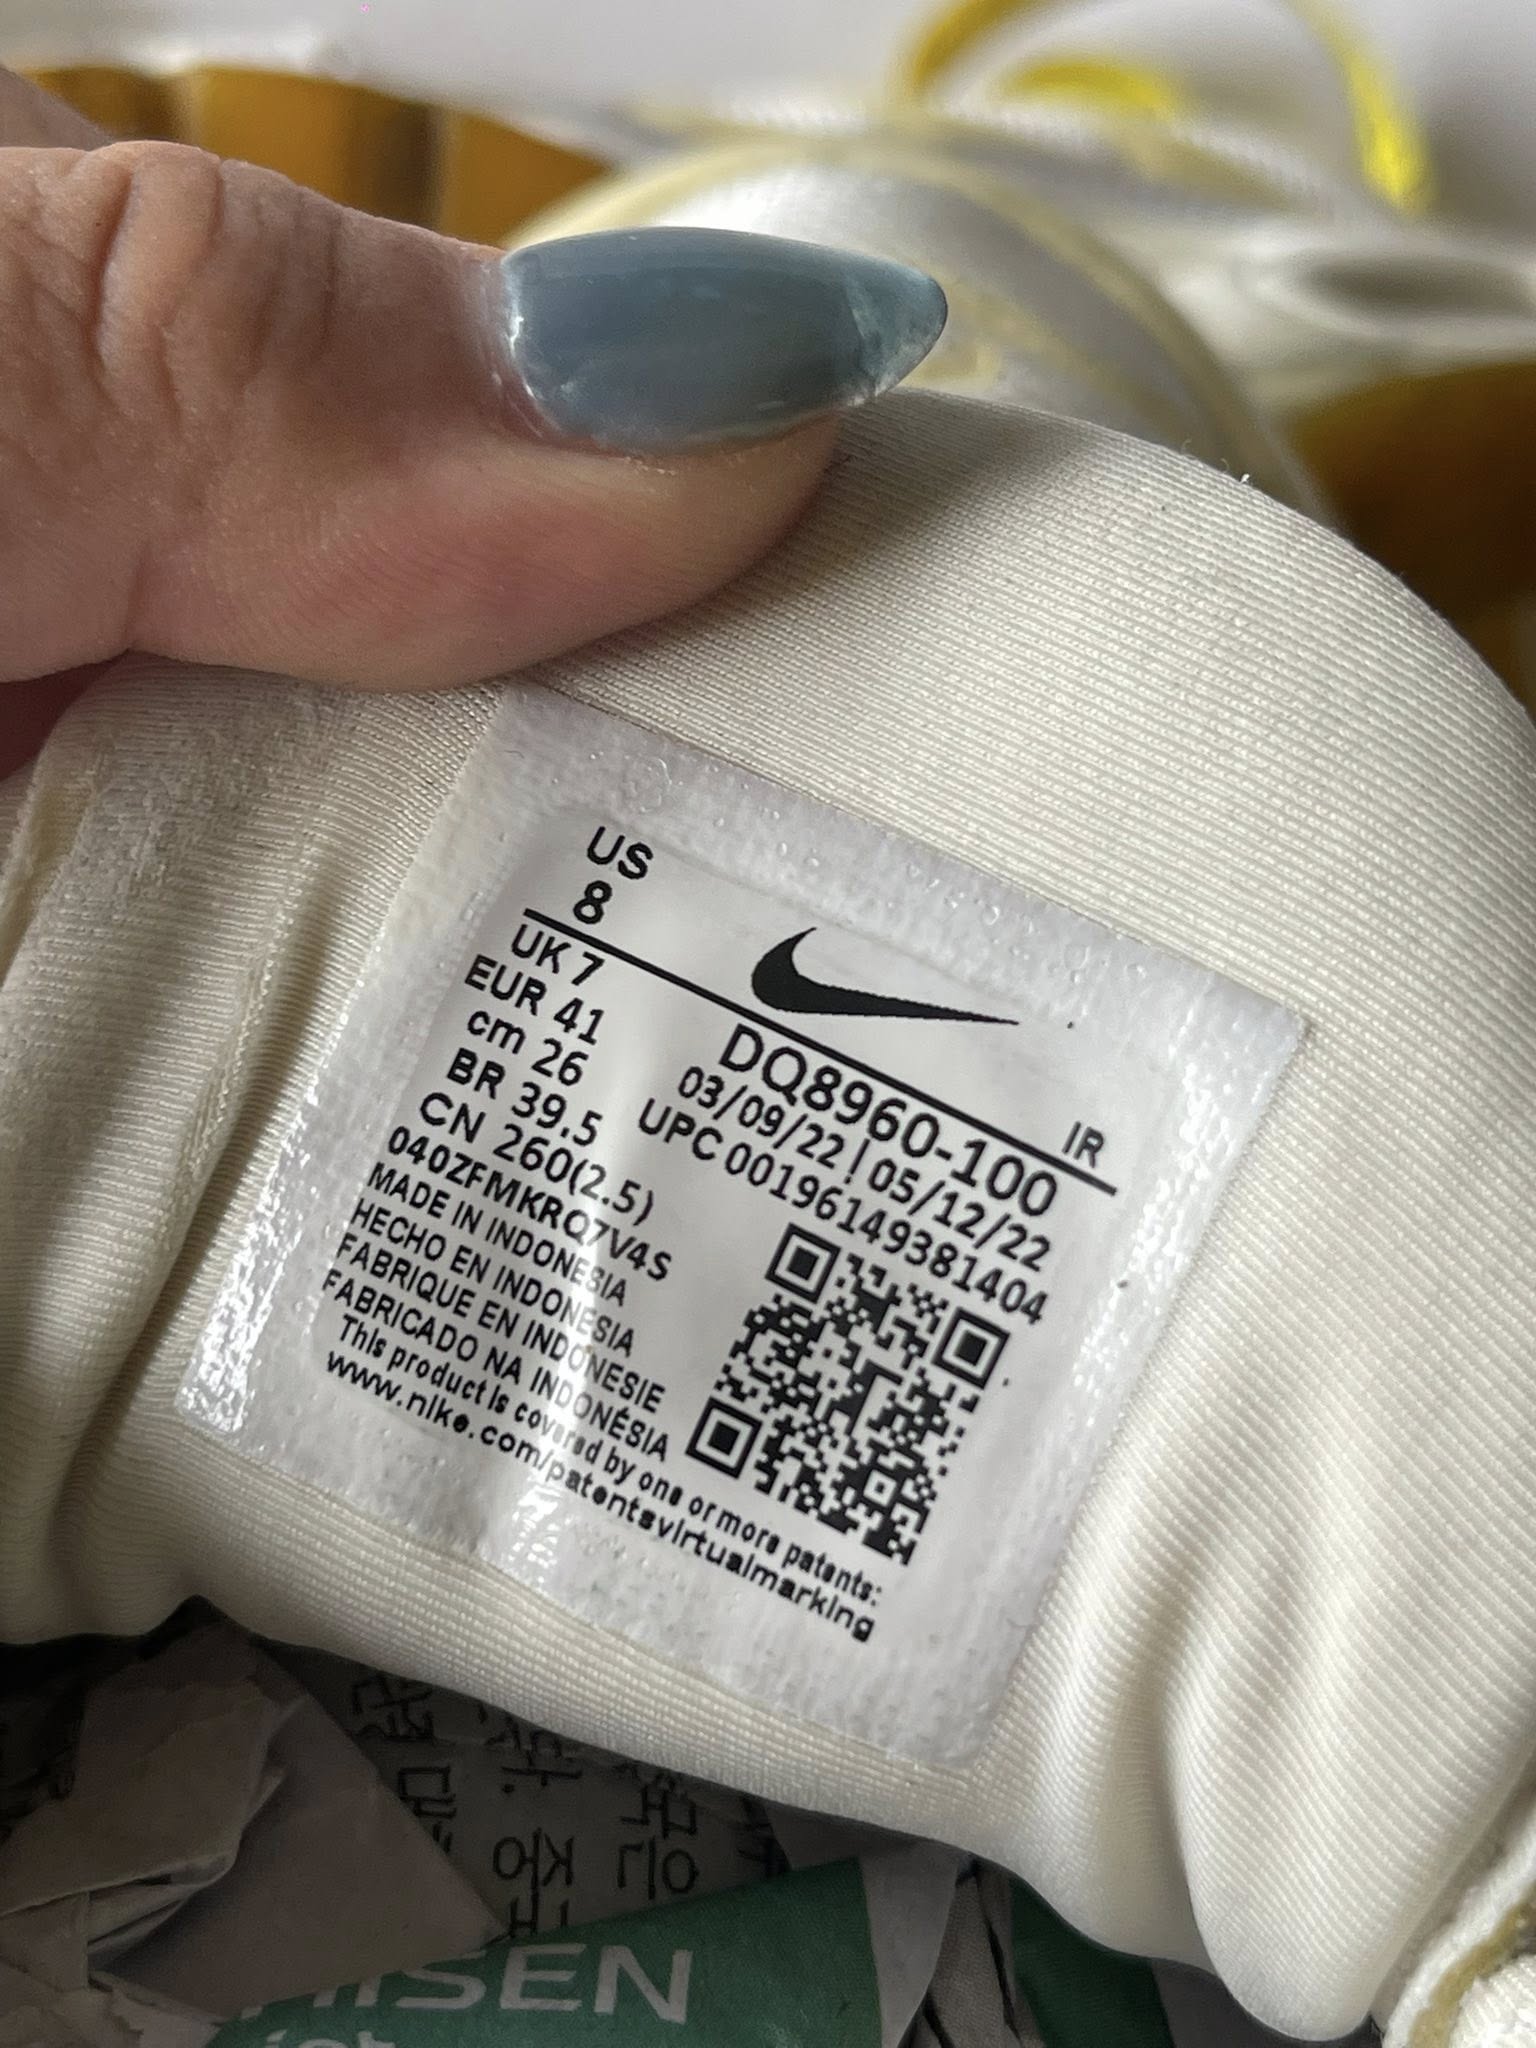 US
8
UK 7
EUR 41
cm 26
BR 39.5
CN 260(2.5)
040ZFMKRQ7V4S
MADE IN INDONESIA
HECHO EN INDONESIA
FABRIQUE EN INDONESIE
FABRICADO NA INDONÉSIA
This product is covered by one or more patents:
www.nike.com/patentsvirtualmarking
IR
DQ8960-100
03/09/22 | 05/12/22
UPC 00196149381404